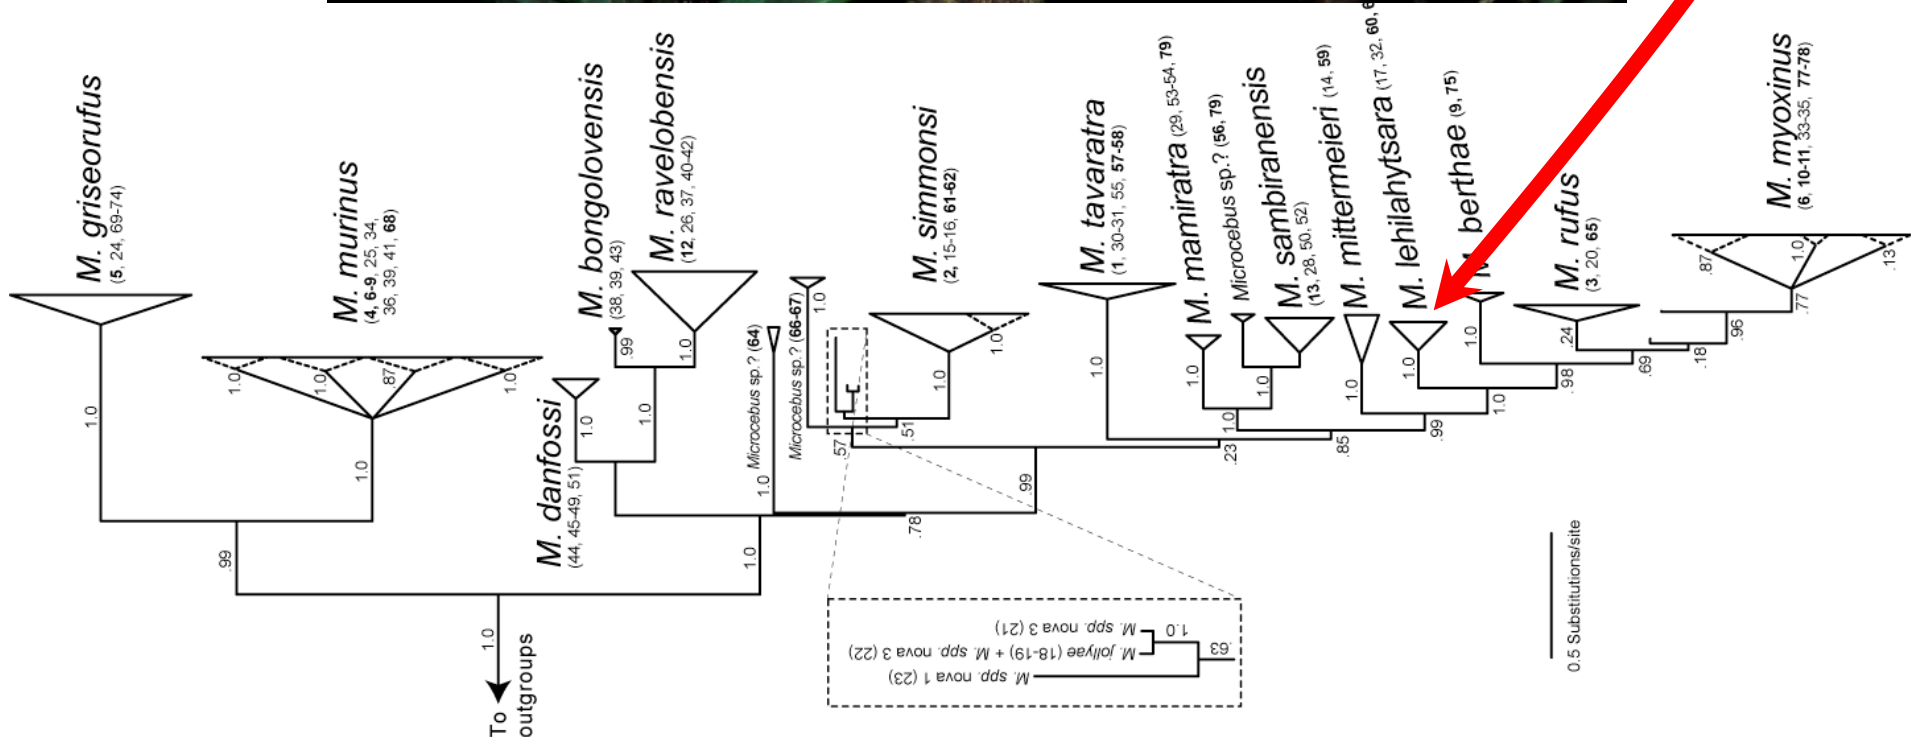 M. griseorufus
(5, 24, 69-74)
M. murinus
(4, 6-9, 25, 34,
36, 39, 41, 68)
M. danfossi
(44, 45-49, 51)
M. bongolovensis
(38, 39, 43)
M. ravelobensis
(12, 26, 37, 40-42)
Microcebus sp.? (64)
Microcebus sp.? (66-67)
M. simmonsi
(2, 15-16, 61-62)
M. tavaratra
(1, 30-31, 55, 57-58)
M. mamiratra (29, 53-54, 79)
Microcebus sp.? (56, 79)
M. sambiranensis
(13, 28, 50, 52)
M. mittermeieri (14, 59)
M. lehilahytsara (17, 32, 60,
M. berthae (9, 75)
M. rufus
(3, 20, 65)
M. myoxinus
(6, 10-11, 33-35, 77-78)
1.0
1.0
1.0
.87
1.0
1.0
.99
1.0
.99
1.0
1.0
1.0
1.0
1.0
.78
1.0
.57
.51
1.0
1.0
.99
1.0
.23
1.0
1.0
1.0
.85
1.0
.99
1.0
1.0
1.0
.98
.24
.69
.18
.96
.77
.87
1.0
.13
1.0
To
outgroups
M. spp. nova 3 (21)
M. jollyae (18-19) + M. spp. nova 3 (22)
M. spp. nova 1 (23)
1.0
.63
0.5 Substitutions/site